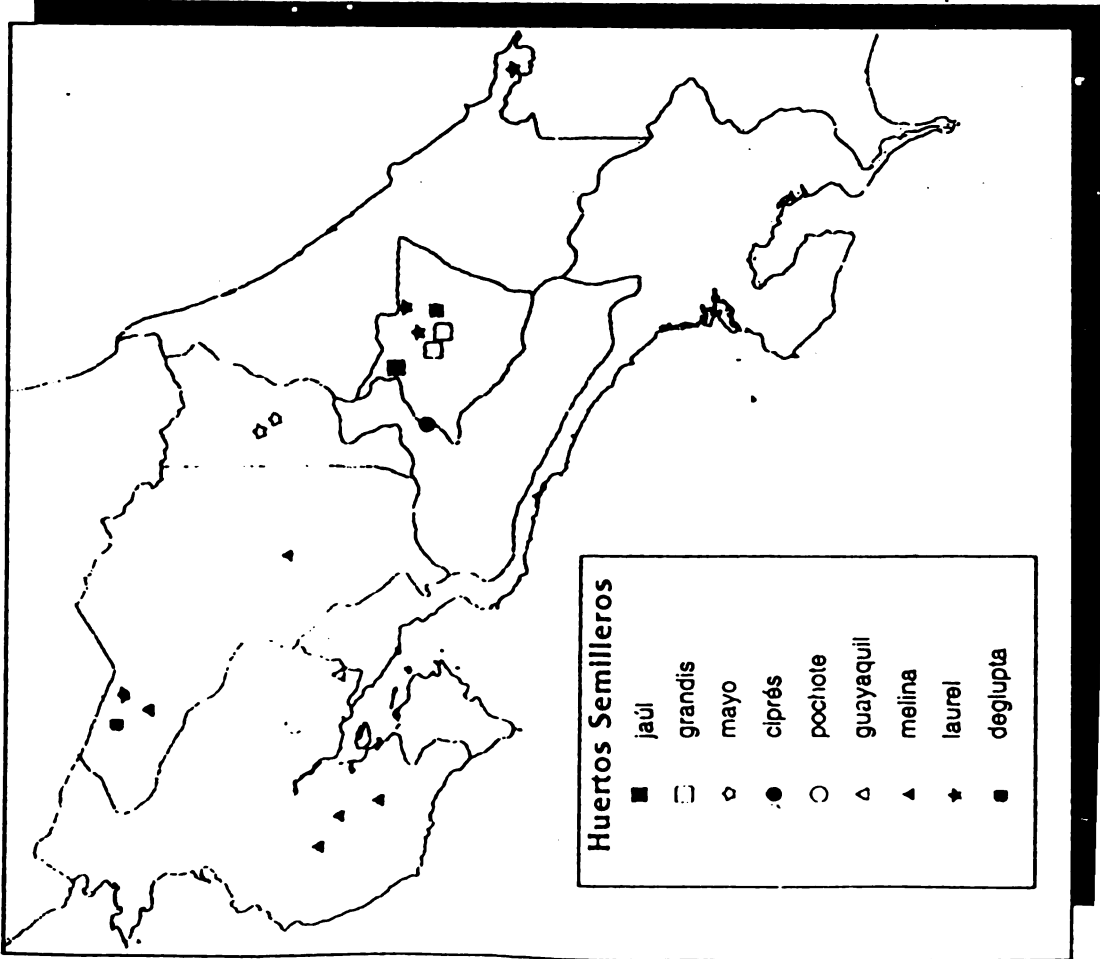 Huertos Semilleros
jaúl
grandis
mayo
ciprés
pochote
guayaquil
melina
laurel
deglupta